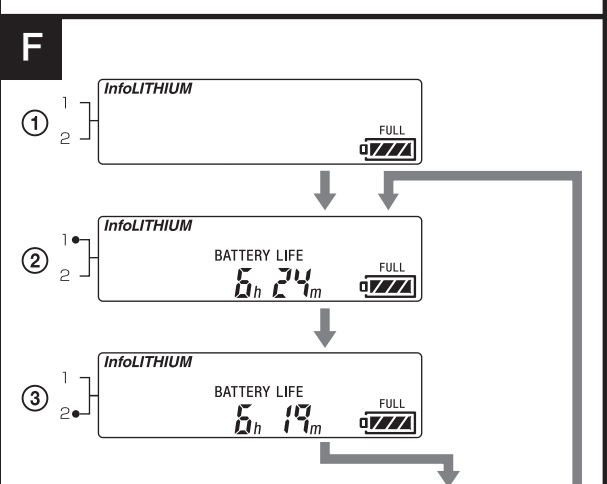 F
InfoLITHIUM
① 1
2
FULL
InfoLITHIUM
② 1
2
BATTERY LIFE
6h 24m
FULL
InfoLITHIUM
③ 1
2
BATTERY LIFE
6h 19m
FULL